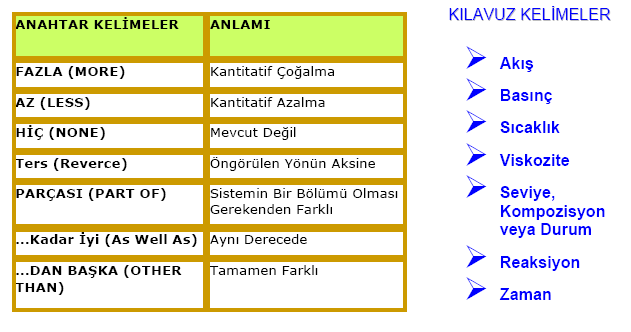 ANAHTAR KELİMELER ANLAMI
FAZLA (MORE) Kantitatif Çoğalma
AZ (LESS) Kantitatif Azalma
HİÇ (NONE) Mevcut Değil
Ters (Reverce) Öngörülen Yönün Aksine
PARÇASI (PART OF) Sistemin Bir Bölümü Olması
Gerekenden Farklı
...Kadar İyi (As Well As) Aynı Derecede
...DAN BAŞKA (OTHER Tamamen Farklı
THAN)
KILAVUZ KELİMELER
Akış
Basınç
Sıcaklık
Viskozite
Seviye,
Kompozisyon
veya Durum
Reaksiyon
Zaman